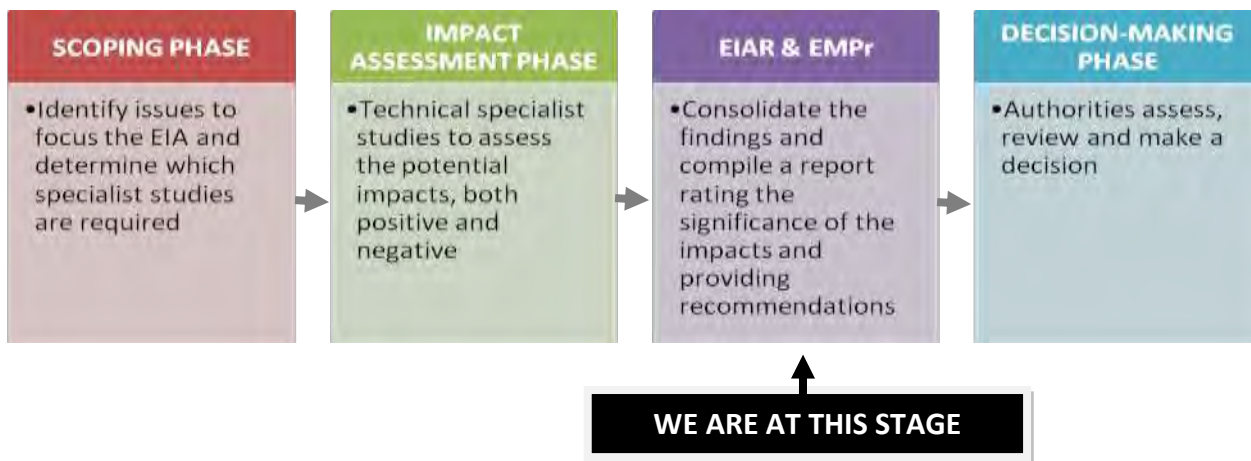 SCOPING PHASE
•Identify issues to
focus the EIA and
determine which
specialist studies
are required
IMPACT
ASSESSMENT PHASE
•Technical specialist
studies to assess
the potential
impacts, both
positive and
negative
EIAR & EMPr
•Consolidate the
findings and
compile a report
rating the
significance of the
impacts and
providing
recommendations
DECISION-MAKING
PHASE
•Authorities assess,
review and make a
decision
WE ARE AT THIS STAGE